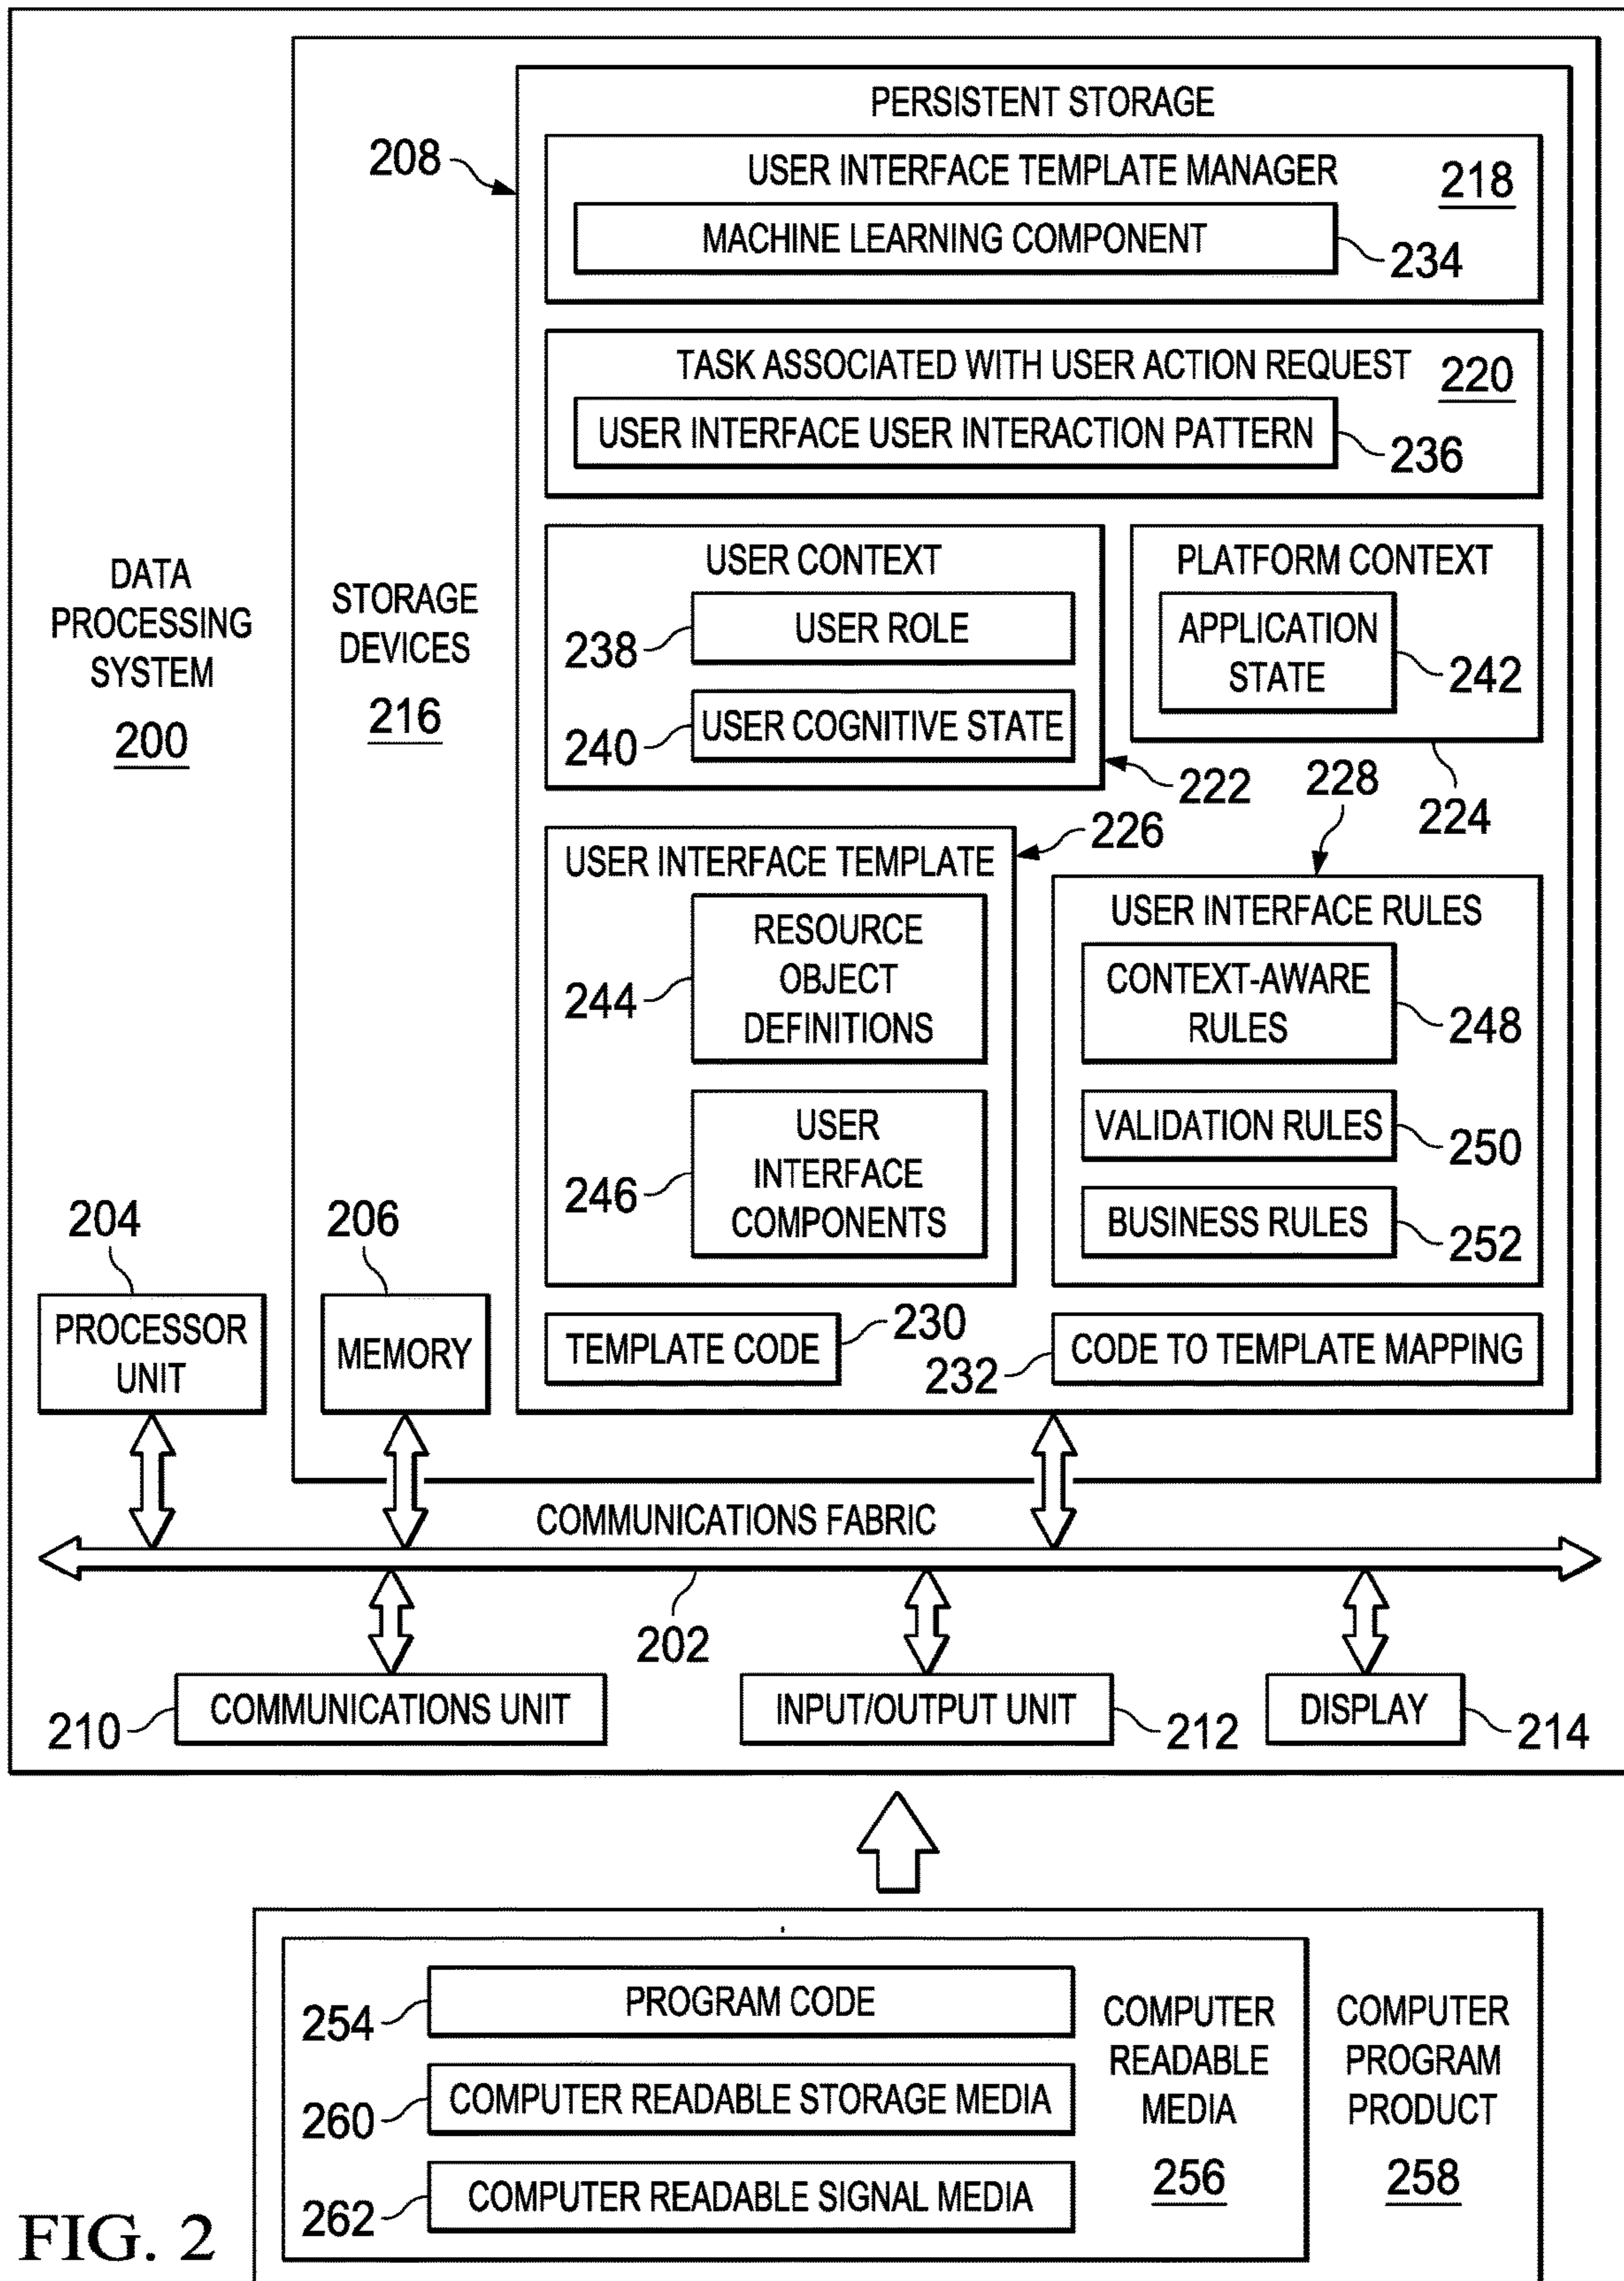 PERSISTENT STORAGE
208
USER INTERFACE TEMPLATE MANAGER
218
MACHINE LEARNING COMPONENT
234
TASK ASSOCIATED WITH USER ACTION REQUEST
220
USER INTERFACE USER INTERACTION PATTERN
236
DATA
PROCESSING
SYSTEM
200
STORAGE
DEVICES
216
USER CONTEXT
238
USER ROLE
240
USER COGNITIVE STATE
222
PLATFORM CONTEXT
APPLICATION
STATE
242
224
226
USER INTERFACE TEMPLATE
244
RESOURCE
OBJECT
DEFINITIONS
246
USER
INTERFACE
COMPONENTS
228
USER INTERFACE RULES
CONTEXT-AWARE
RULES
248
VALIDATION RULES
250
BUSINESS RULES
252
204
PROCESSOR
UNIT
206
MEMORY
TEMPLATE CODE
230
232
CODE TO TEMPLATE MAPPING
COMMUNICATIONS FABRIC
202
210
COMMUNICATIONS UNIT
INPUT/OUTPUT UNIT
212
DISPLAY
214
254
PROGRAM CODE
260
COMPUTER READABLE STORAGE MEDIA
262
COMPUTER READABLE SIGNAL MEDIA
COMPUTER
READABLE
MEDIA
256
COMPUTER
PROGRAM
PRODUCT
258
FIG. 2